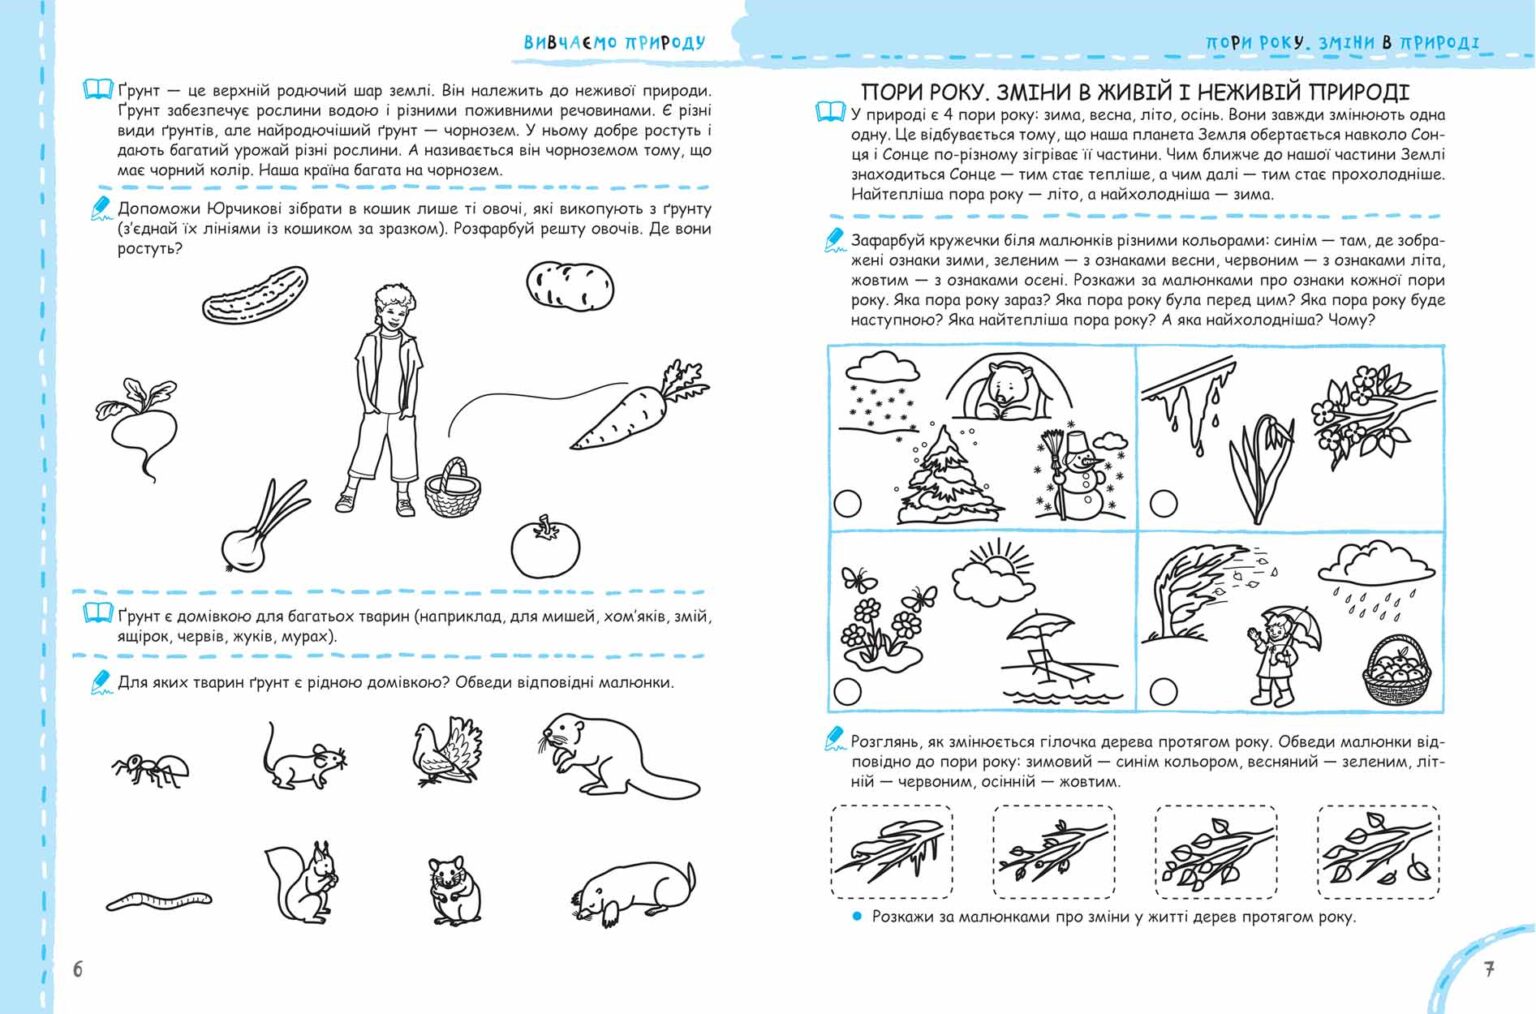 ВИВЧАЄМО ПРИРОДУ
Ґрунт — це верхній родючий шар землі. Він належить до неживої природи.
Ґрунт забезпечує рослини водою і різними поживними речовинами. Є різні
види ґрунтів, але найродючіший ґрунт — чорнозем. У ньому добре ростуть і
дають багатий урожай різні рослини. А називається він чорноземом тому, що
має чорний колір. Наша країна багата на чорнозем.
Допоможи Юрчикові зібрати в кошик лише ті овочі, які викопують з ґрунту
(з’єднай їх лініями із кошиком за зразком). Розфарбуй решту овочів. Де вони
ростуть?
Ґрунт є домівкою для багатьох тварин (наприклад, для мишей, хом’яків, змій,
ящірок, червів, жуків, мурах).
Для яких тварин ґрунт є рідною домівкою? Обведи відповідні малюнки.
6
ПОРИ РОКУ. ЗМІНИ В ПРИРОДІ
ПОРИ РОКУ. ЗМІНИ В ЖИВІЙ І НЕЖИВІЙ ПРИРОДІ
У природі є 4 пори року: зима, весна, літо, осінь. Вони завжди змінюють одна
одну. Це відбувається тому, що наша планета Земля обертається навколо Сон-
ця і Сонце по-різному зігріває її частини. Чим ближче до нашої частини Землі
знаходиться Сонце — тим стає тепліше, а чим далі — тим стає прохолодніше.
Найтепліша пора року — літо, а найхолодніша — зима.
Зафарбуй кружечки біля малюнків різними кольорами: синім — там, де зобра-
жені ознаки зими, зеленим — з ознаками весни, червоним — з ознаками літа,
жовтим — з ознаками осені. Розкажи за малюнками про ознаки кожної пори
року. Яка пора року зараз? Яка пора року була перед цим? Яка пора року буде
наступною? Яка найтепліша пора року? А яка найхолодніша? Чому?
Розглянь, як змінюється гілочка дерева протягом року. Обведи малюнки від-
повідно до пори року: зимовий — синім кольором, весняний — зеленим, літ-
ній — червоним, осінній — жовтим.
• Розкажи за малюнками про зміни у житті дерев протягом року.
7